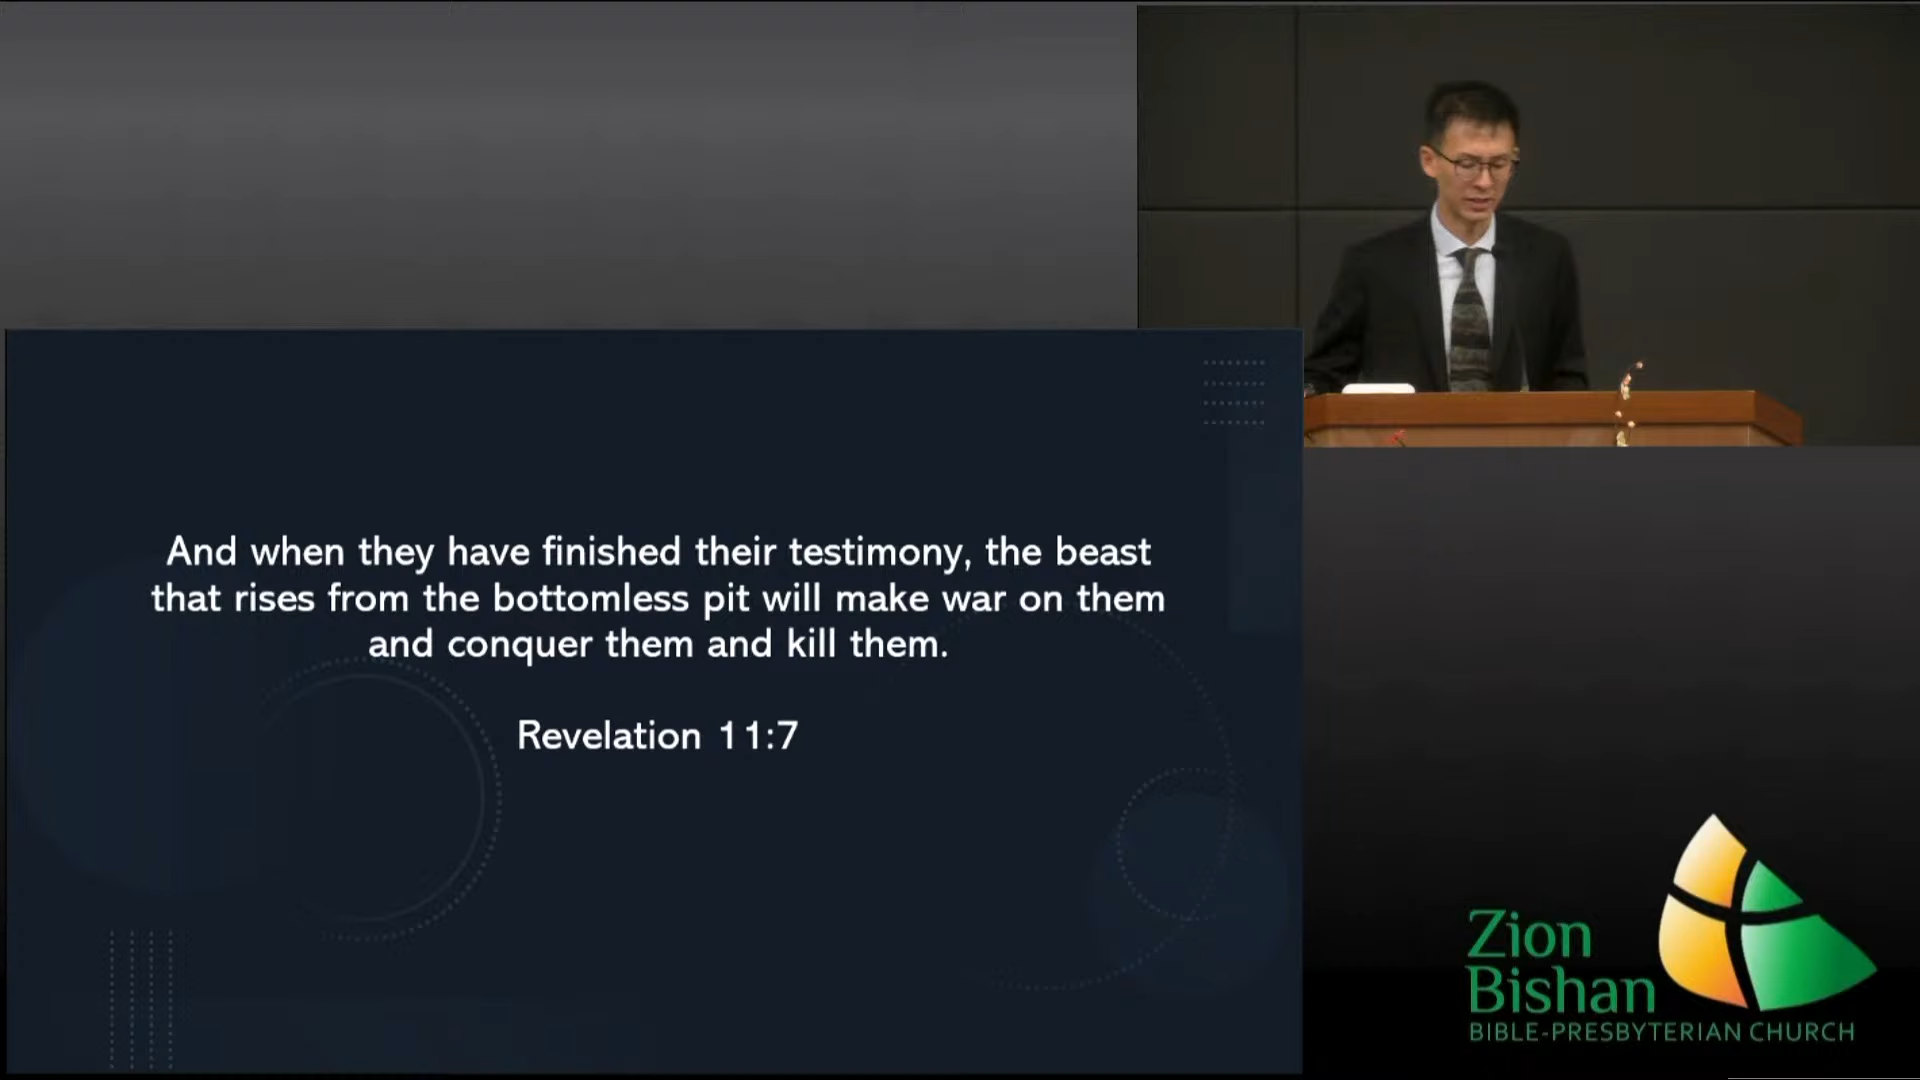 And when they have finished their testimony, the beast
that rises from the bottomless pit will make war on them
and conquer them and kill them.
Revelation 11:7
Zion
Bishan
BIBLE-PRESBYTERIAN CHURCH